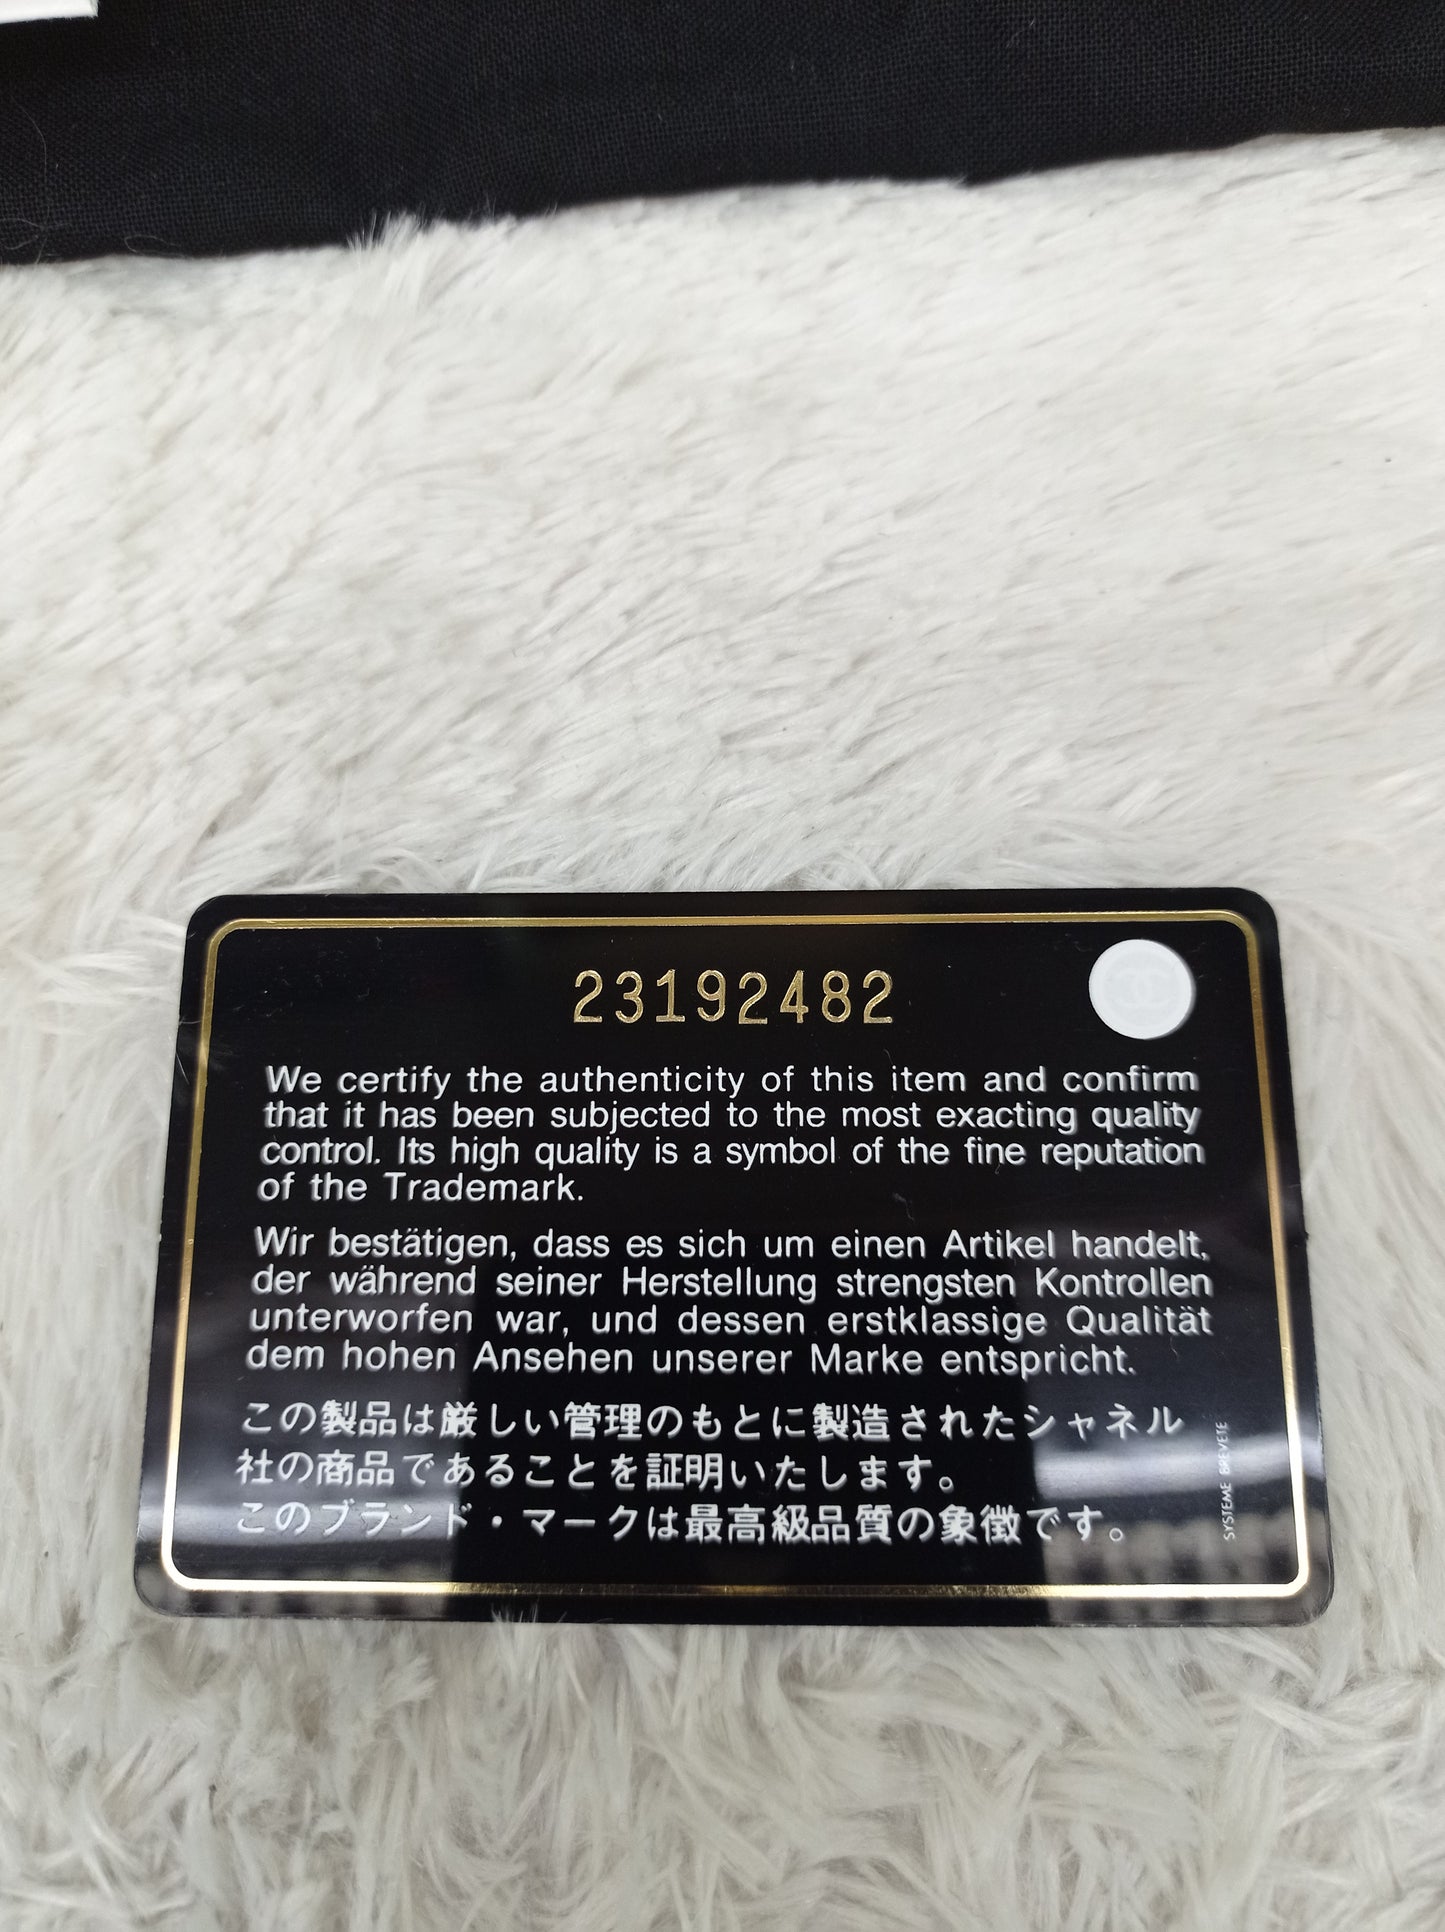 23192482
We certify the authenticity of this item and confirm
that it has been subjected to the most exacting quality
control. Its high quality is a symbol of the fine reputation
of the Trademark.
Wir bestätigen, dass es sich um einen Artikel handelt,
der während seiner Herstellung strengsten Kontrollen
unterworfen war, und dessen erstklassige Qualität
dem hohen Ansehen unserer Marke entspricht.
この製品は厳しい管理のもとに製造されたシャネル
社の商品であることを証明いたします。
このブランド・マークは最高級品質の象徴です。
SYSTEME BREVETE